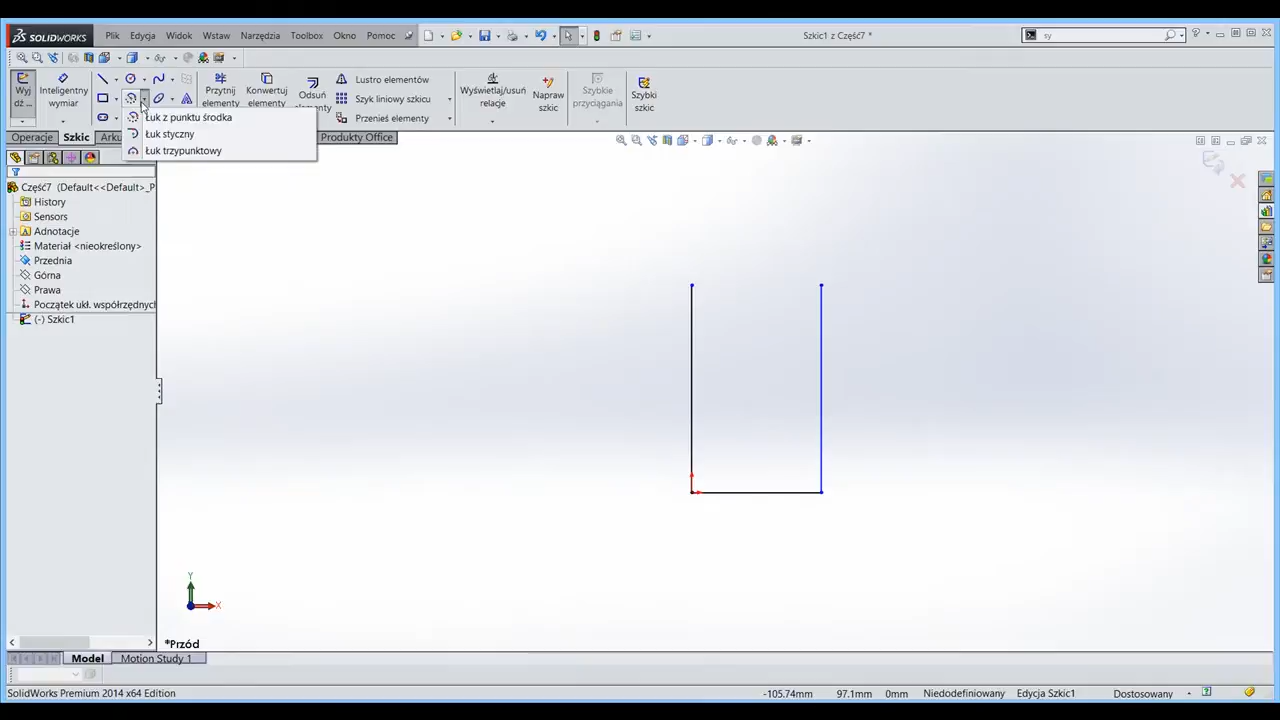 SOLIDWORKS Plik Edycja Widok Wstaw Narzędzia Toolbox Okno Pomoc Szkic1 z Część7 * sy
Wyj
dź ...
Inteligentny
wymiar
Przytnij
elementy
Konwertuj
elementy
Odsuń
elementy
Lustro elementów
Szyk liniowy szkicu
Przenieś elementy
Wyświetlaj/usuń
relacje
Napraw
szkic
Szybkie
przyciągania
Szybki
szkic
Łuk z punktu środka
Łuk styczny
Łuk trzypunktowy
Operacje Szkic Produkty Office
Część7 (Default<<Default>_P
History
Sensors
Adnotacje
Materiał <nieokreślony>
Przednia
Górna
Prawa
Początek ukł. współrzędnych
(-) Szkic1
Y
X
*Przód
Model Motion Study 1
SolidWorks Premium 2014 x64 Edition -105.74mm 97.1mm 0mm Niedodefiniowany Edycja Szkic1 Dostosowany